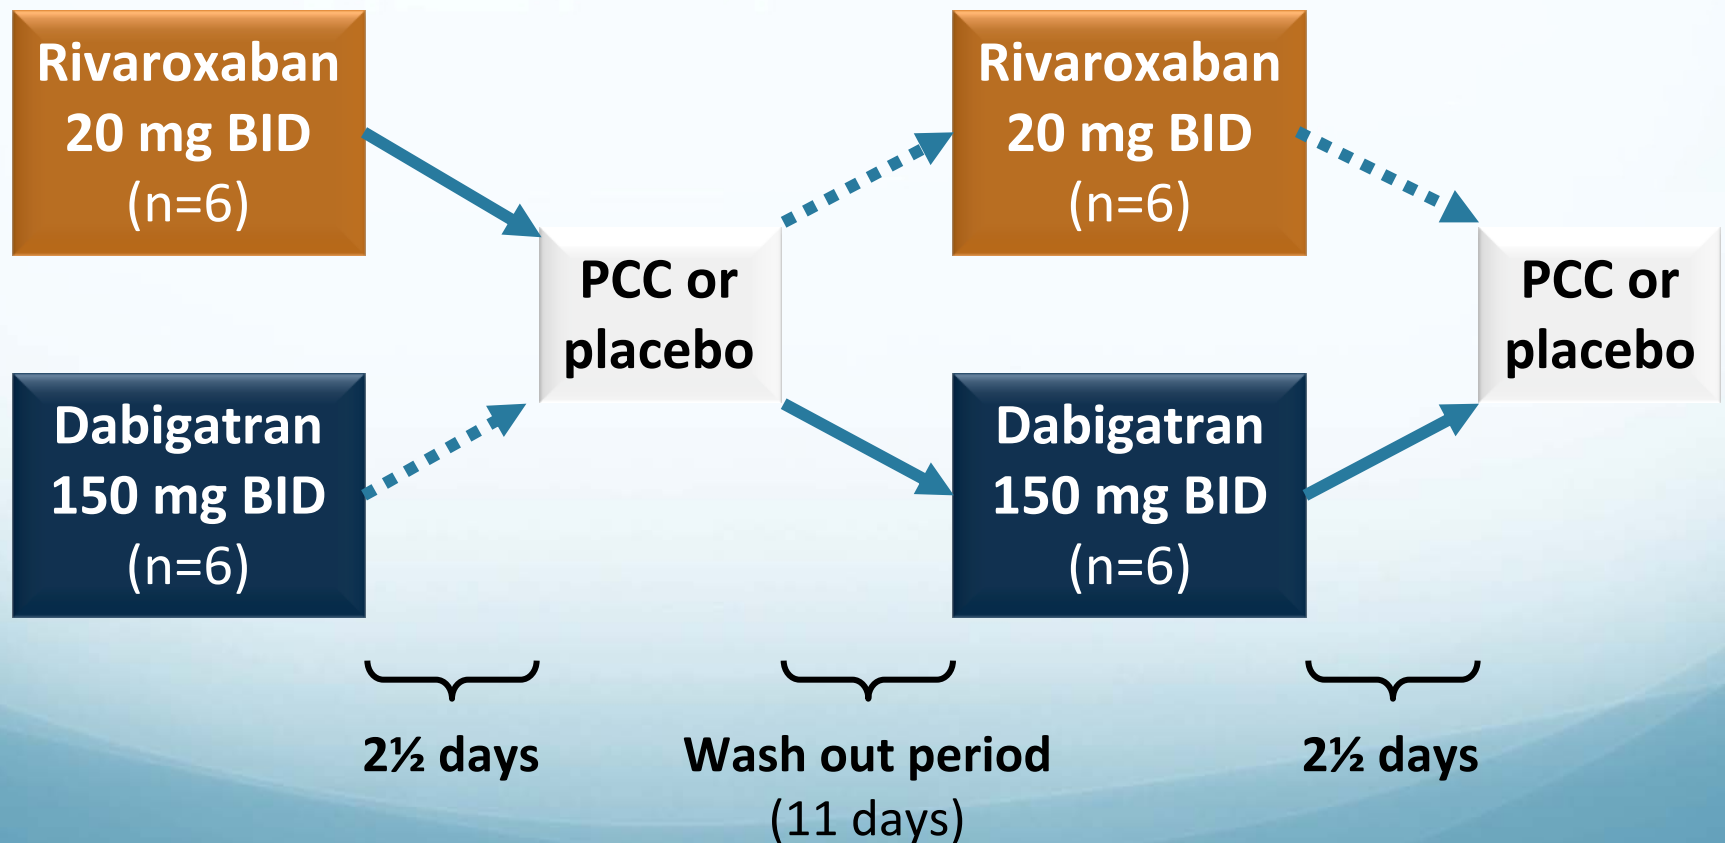 Rivaroxaban
20 mg BID
(n=6)
Dabigatran
150 mg BID
(n=6)
PCC or
placebo
Rivaroxaban
20 mg BID
(n=6)
Dabigatran
150 mg BID
(n=6)
PCC or
placebo
2½ days
Wash out period
(11 days)
2½ days